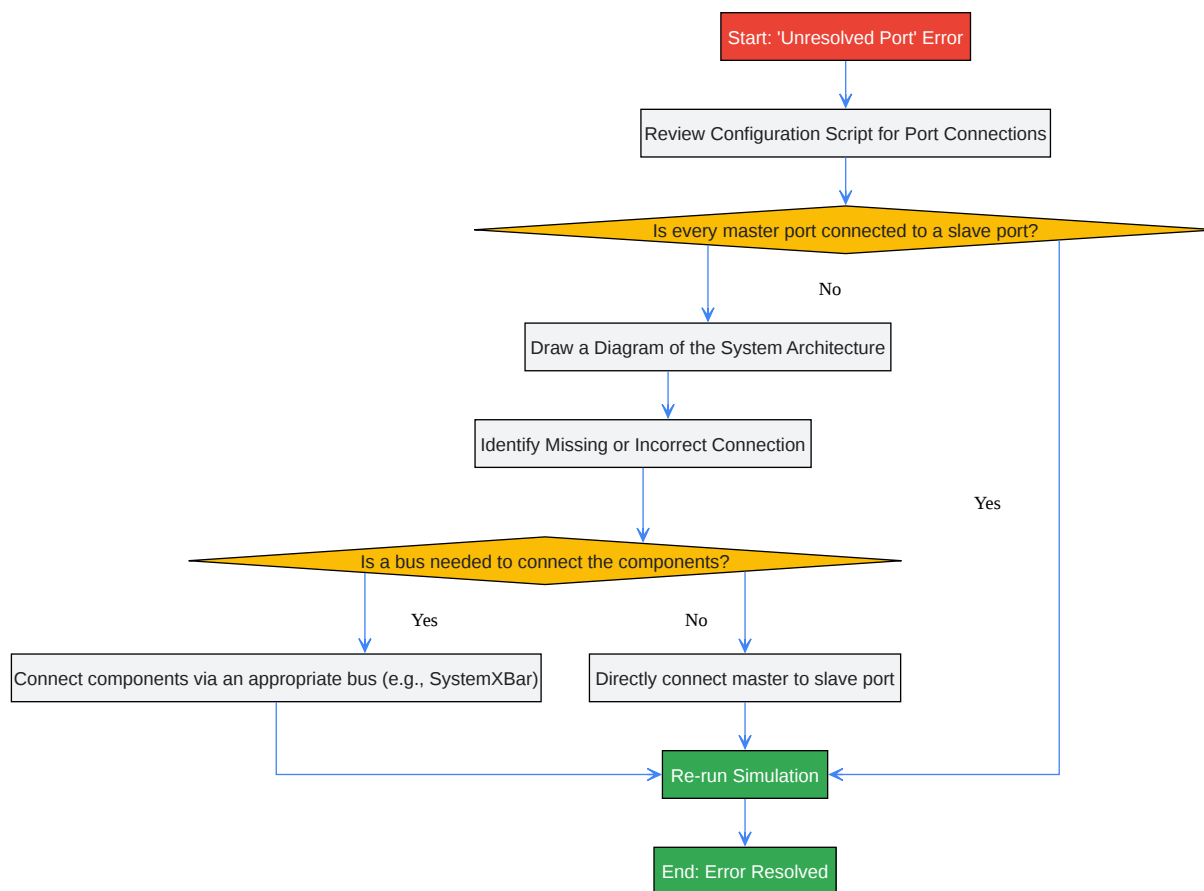 Start: 'Unresolved Port' Error
Review Configuration Script for Port Connections
Is every master port connected to a slave port?
No
Draw a Diagram of the System Architecture
Identify Missing or Incorrect Connection
Yes
Is a bus needed to connect the components?
Yes
No
Connect components via an appropriate bus (e.g., SystemXBar)
Directly connect master to slave port
Re-run Simulation
End: Error Resolved